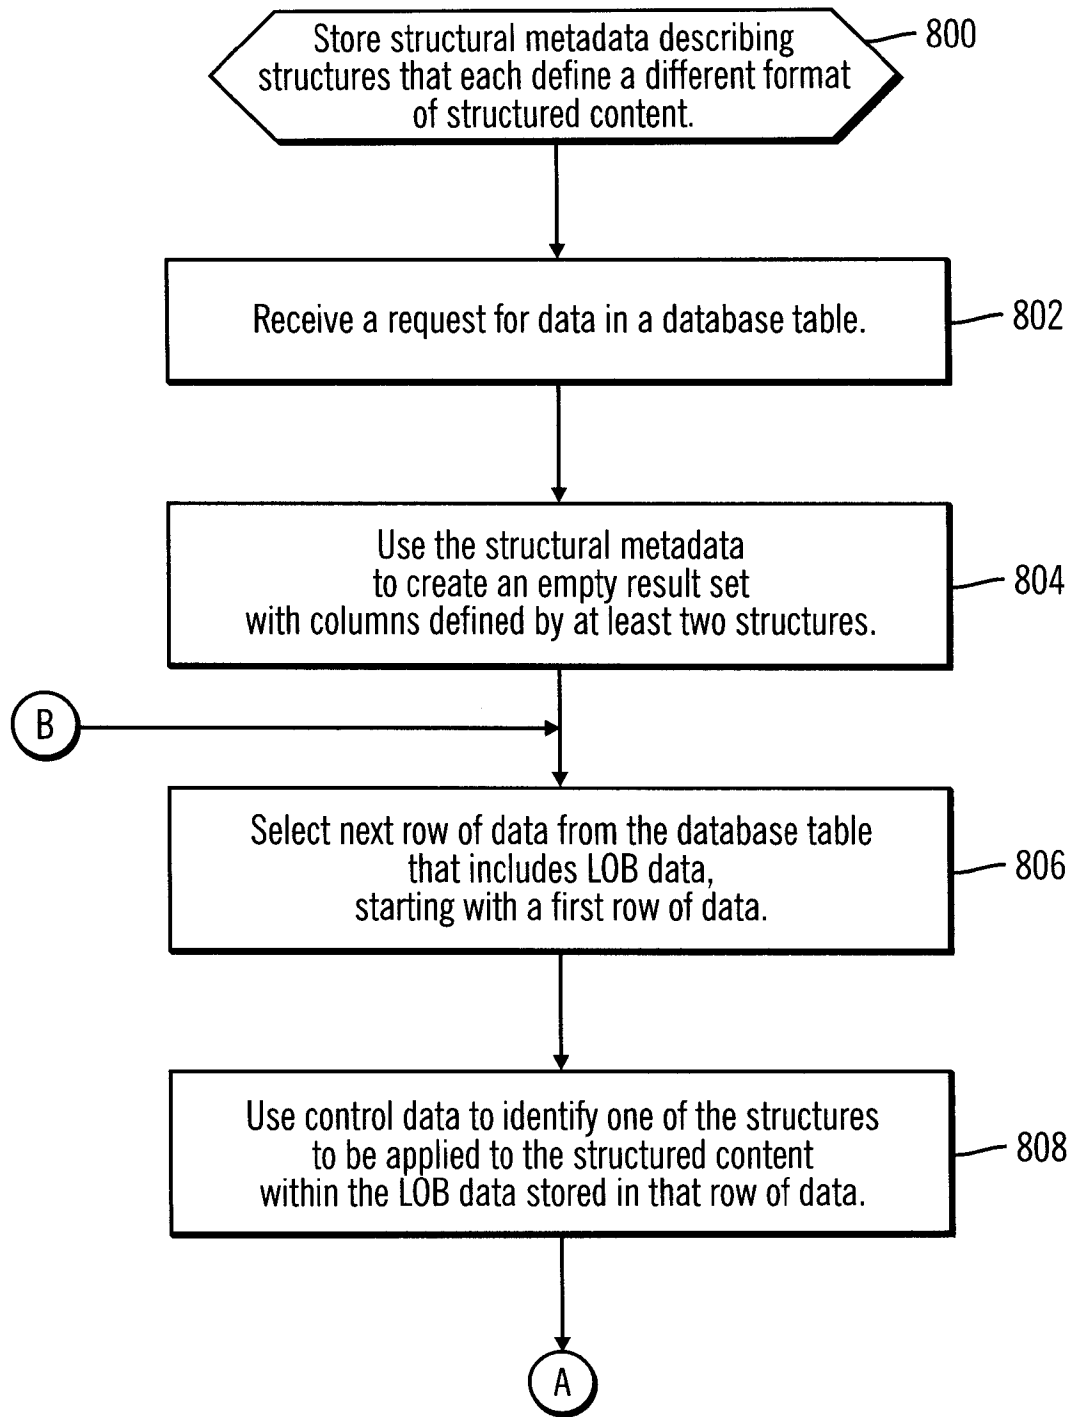 Store structural metadata describing
structures that each define a different format
of structured content.
800
Receive a request for data in a database table.
802
Use the structural metadata
to create an empty result set
with columns defined by at least two structures.
804
B
Select next row of data from the database table
that includes LOB data,
starting with a first row of data.
806
Use control data to identify one of the structures
to be applied to the structured content
within the LOB data stored in that row of data.
808
A